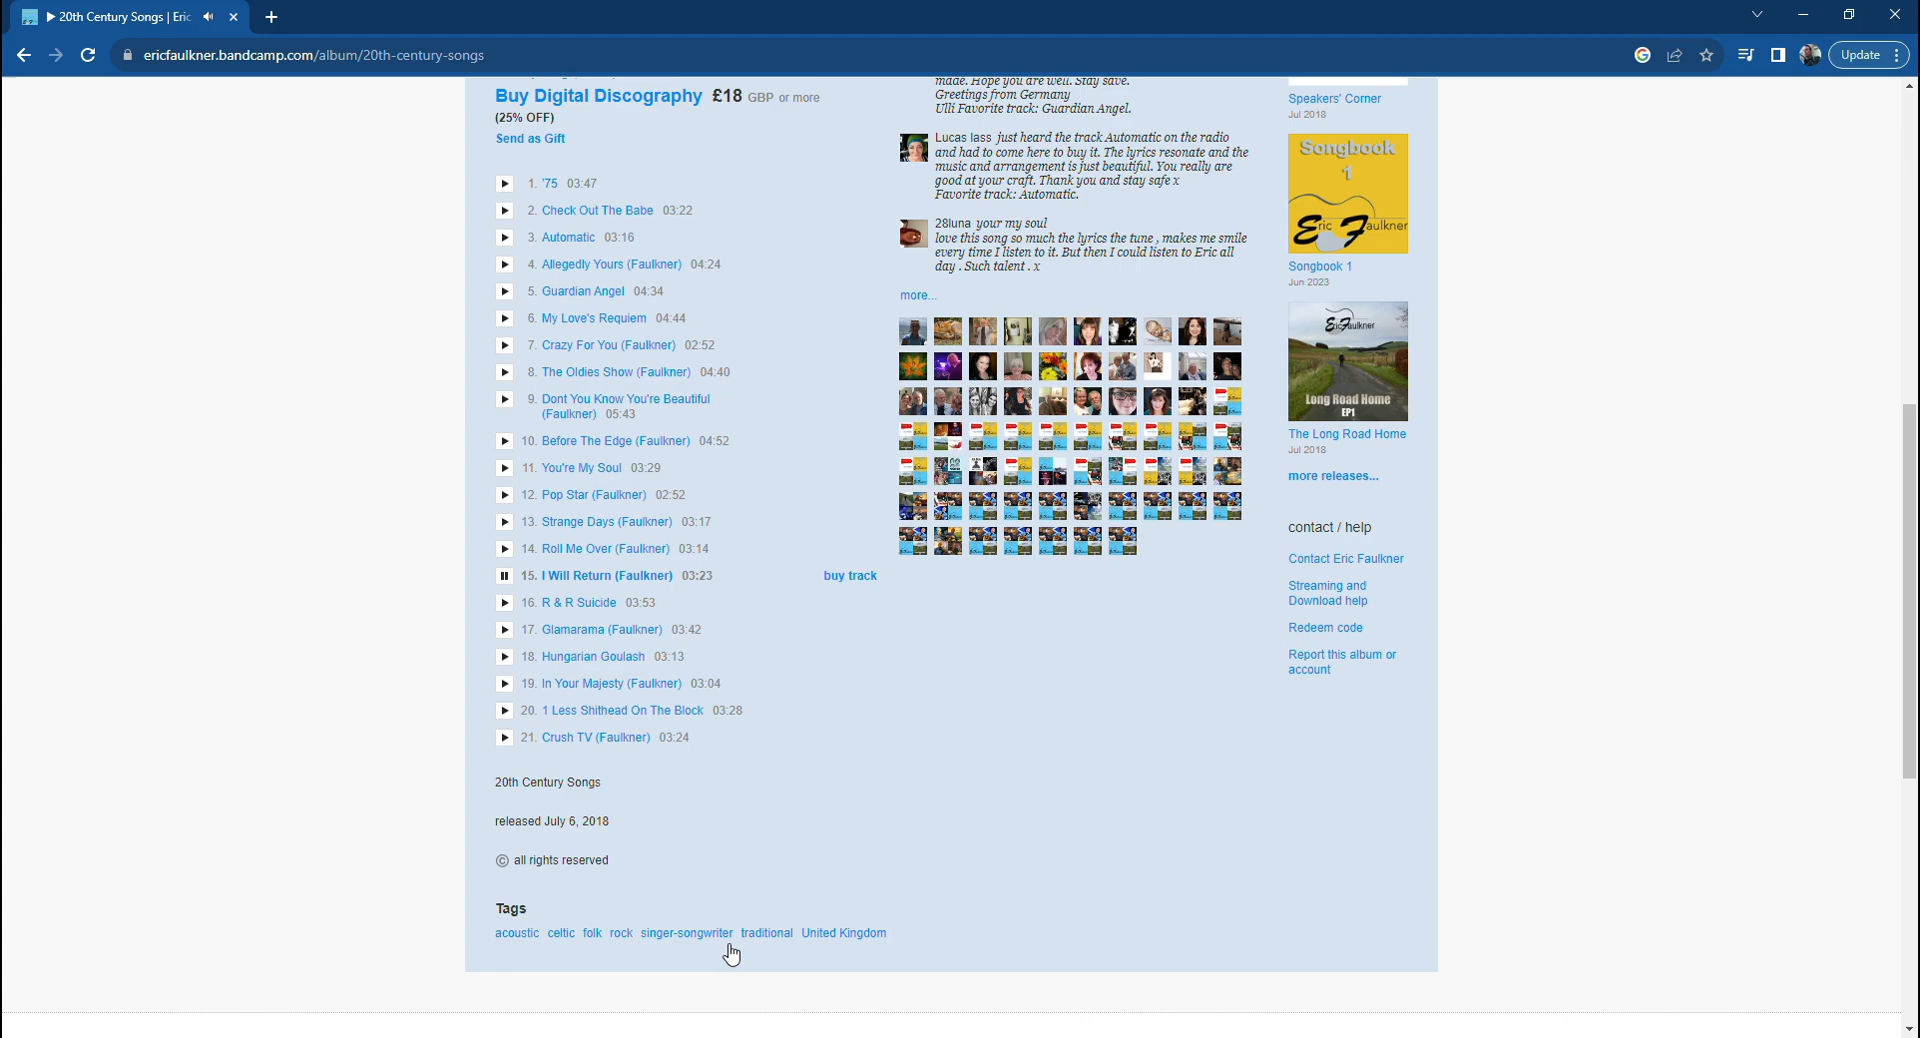 20th Century Songs | Eric
ericfaulkner.bandcamp.com/album/20th-century-songs
Update
Buy Digital Discography £18 GBP or more
(25% OFF)
Send as Gift
1. '75 03:47
2. Check Out The Babe 03:22
3. Automatic 03:16
4. Allegedly Yours (Faulkner) 04:24
5. Guardian Angel 04:34
6. My Love's Requiem 04:44
7. Crazy For You (Faulkner) 02:52
8. The Oldies Show (Faulkner) 04:40
9. Dont You Know You're Beautiful
(Faulkner) 05:43
10. Before The Edge (Faulkner) 04:52
11. You're My Soul 03:29
12. Pop Star (Faulkner) 02:52
13. Strange Days (Faulkner) 03:17
14. Roll Me Over (Faulkner) 03:14
15. I Will Return (Faulkner) 03:23 buy track
16. R & R Suicide 03:53
17. Glamarama (Faulkner) 03:42
18. Hungarian Goulash 03:13
19. In Your Majesty (Faulkner) 03:04
20. 1 Less Shithead On The Block 03:28
21. Crush TV (Faulkner) 03:24
20th Century Songs
released July 6, 2018
© all rights reserved
Tags
acoustic celtic folk rock singer-songwriter traditional United Kingdom
made. Hope you are well. Stay save.
Greetings from Germany
Ulli Favorite track: Guardian Angel.
Lucas lass just heard the track Automatic on the radio
and had to come here to buy it. The lyrics resonate and the
music and arrangement is just beautiful. You really are
good at your craft. Thank you and stay safe x
Favorite track: Automatic.
28luna your my soul
love this song so much the lyrics the tune , makes me smile
every time I listen to it. But then I could listen to Eric all
day . Such talent . x
more...
Speakers' Corner
Jul 2018
Songbook
1
Eric Faulkner
Songbook 1
Jun 2023
Eric Faulkner
Long Road Home
EP1
The Long Road Home
Jul 2018
more releases...
contact / help
Contact Eric Faulkner
Streaming and
Download help
Redeem code
Report this album or
account